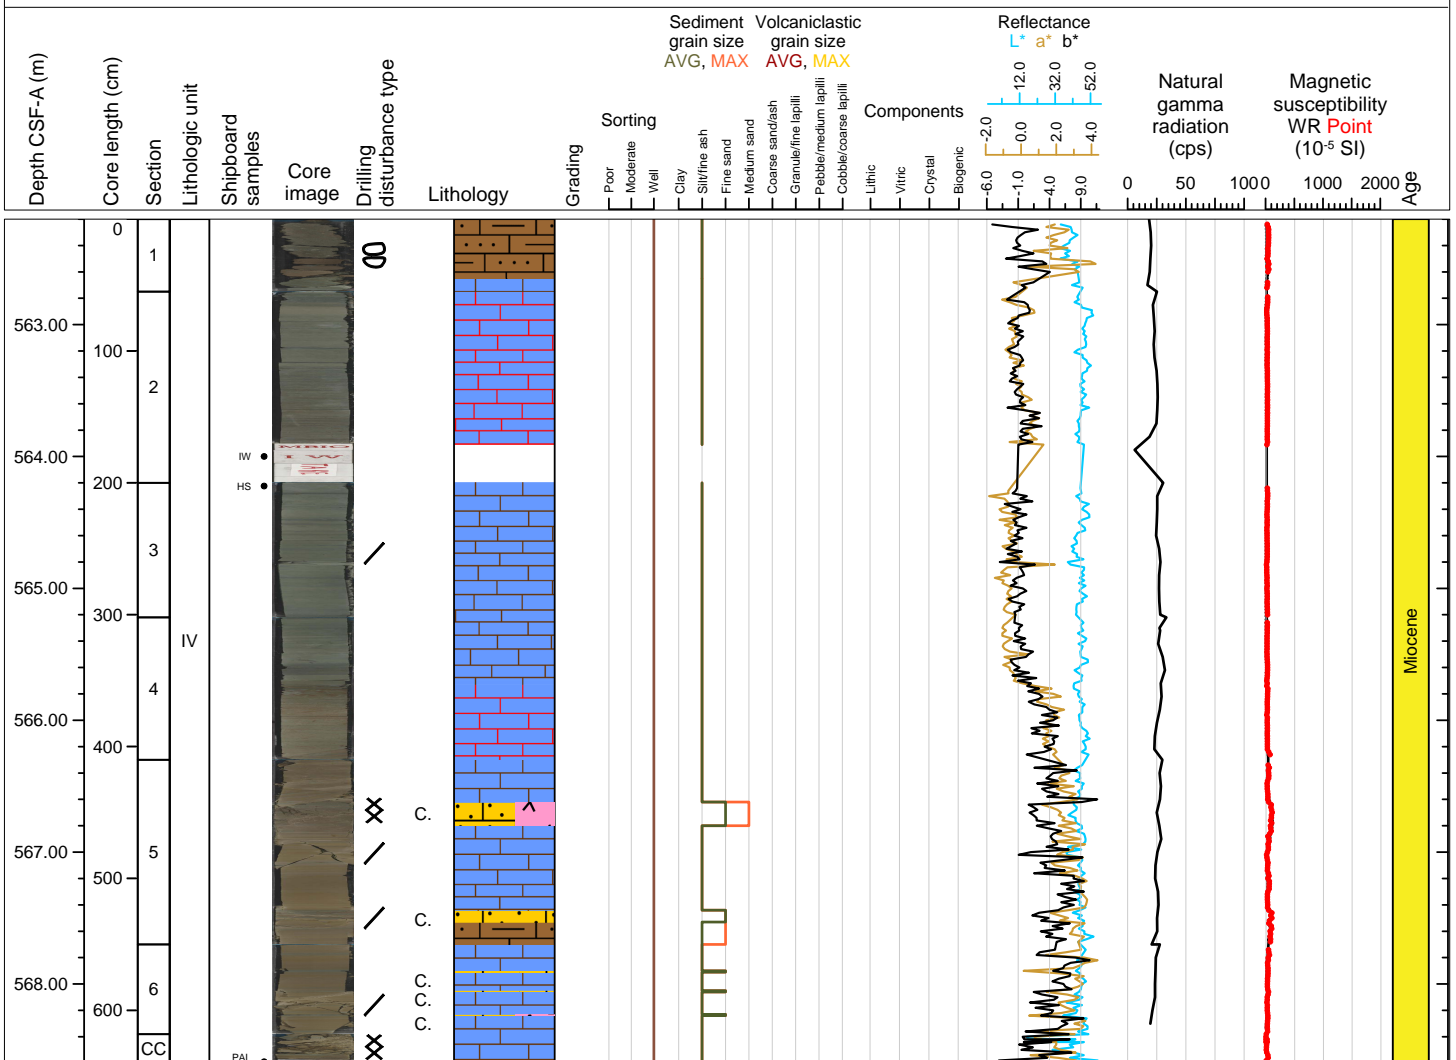 Sediment
grain size
AVG, MAX
Volcaniclastic
grain size
AVG, MAX
Reflectance
L* a* b*
Depth CSF-A (m)
Core length (cm)
Section
Lithologic unit
Shipboard
samples
Core
image
Drilling
disturbance type
Lithology
Grading
Sorting
Poor
Moderate
Well
Clay
Silt/fine ash
Fine sand
Medium sand
Coarse sand/ash
Granule/fine lapilli
Pebble/medium lapilli
Cobble/coarse lapilli
Components
Lithic
Vitric
Crystal
Biogenic
12.0 32.0 52.0
-2.0 0.0 2.0 4.0
-6.0 -1.0 4.0 9.0
Natural
gamma
radiation
(cps)
0 50 100
Magnetic
susceptibility
WR Point
(10-5 SI)
0 1000 2000
Age
0
1
563.00
100
2
MBIO
IW
IW
564.00
200
HS
3
565.00
300
IV
Miocene
4
566.00
400
C.
5
567.00
500
C.
568.00
C.
6
C.
600
C.
CC
PAL